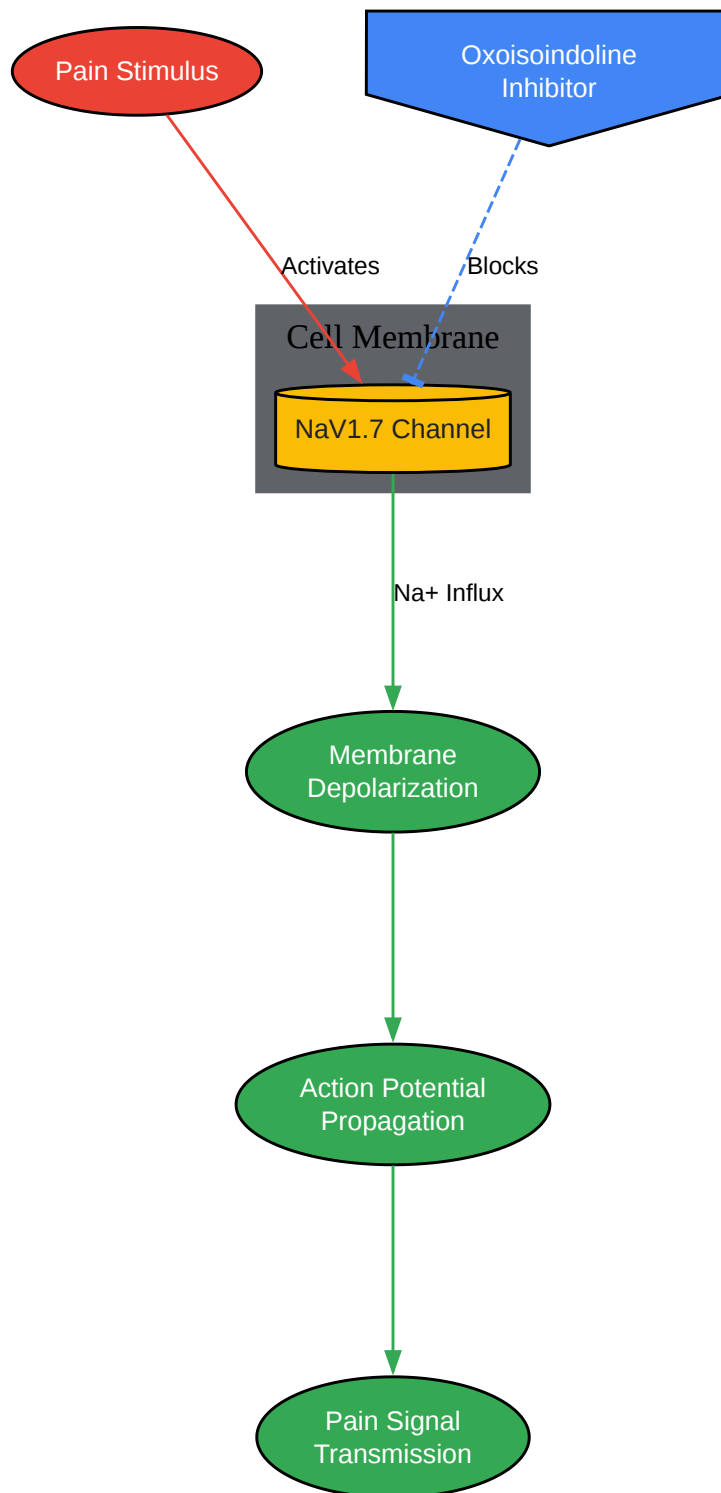 Pain Stimulus
Oxoisoindoline
Inhibitor
Activates
Blocks
Cell Membrane
NaV1.7 Channel
Na+ Influx
Membrane
Depolarization
Action Potential
Propagation
Pain Signal
Transmission